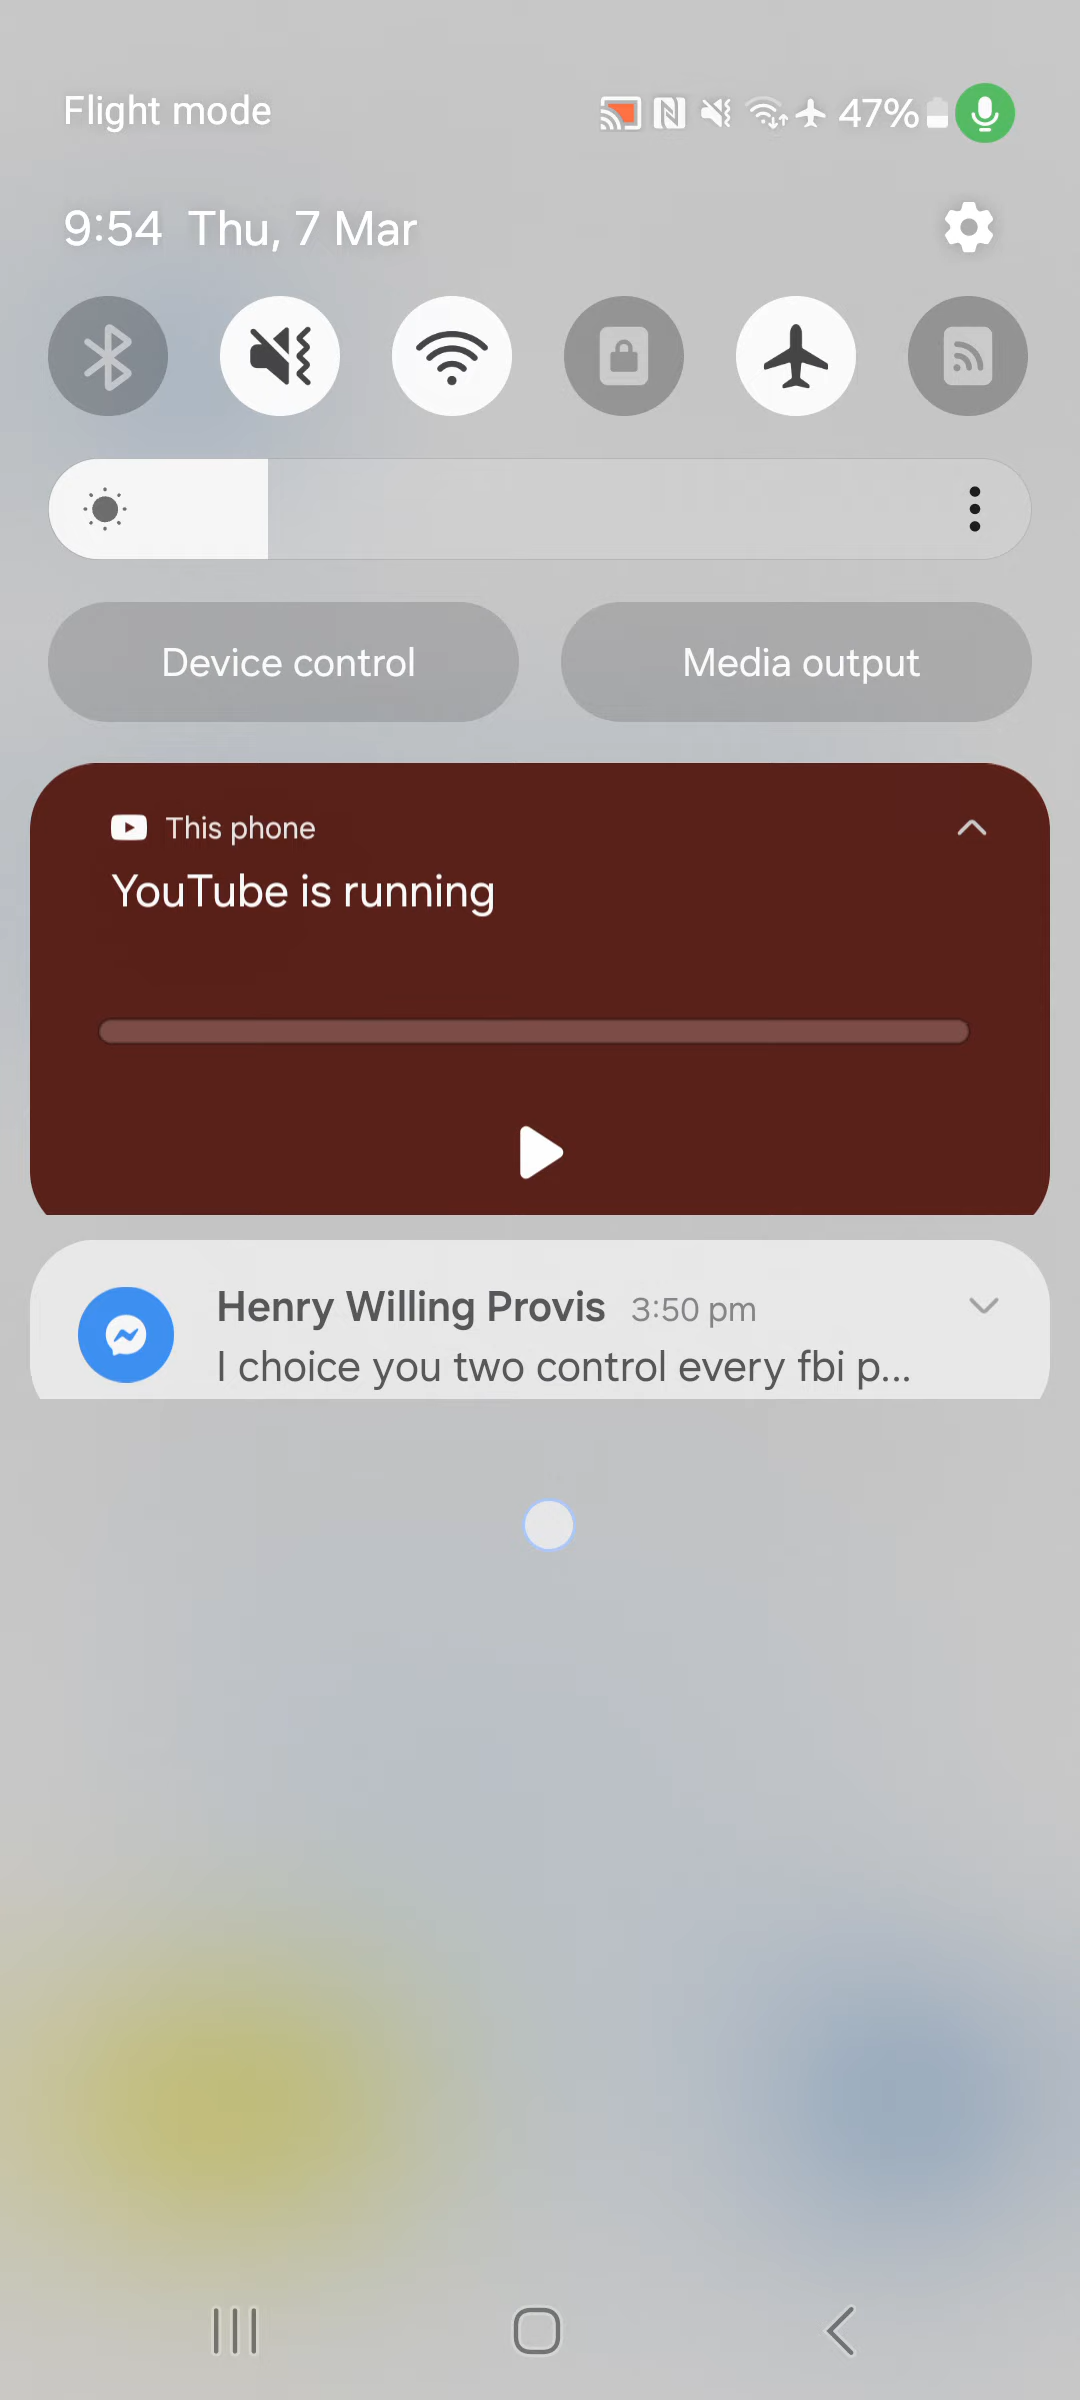 Flight mode 47%
9:54 Thu, 7 Mar
Device control Media output
This phone
YouTube is running
Henry Willing Provis 3:50 pm
I choice you two control every fbi p...